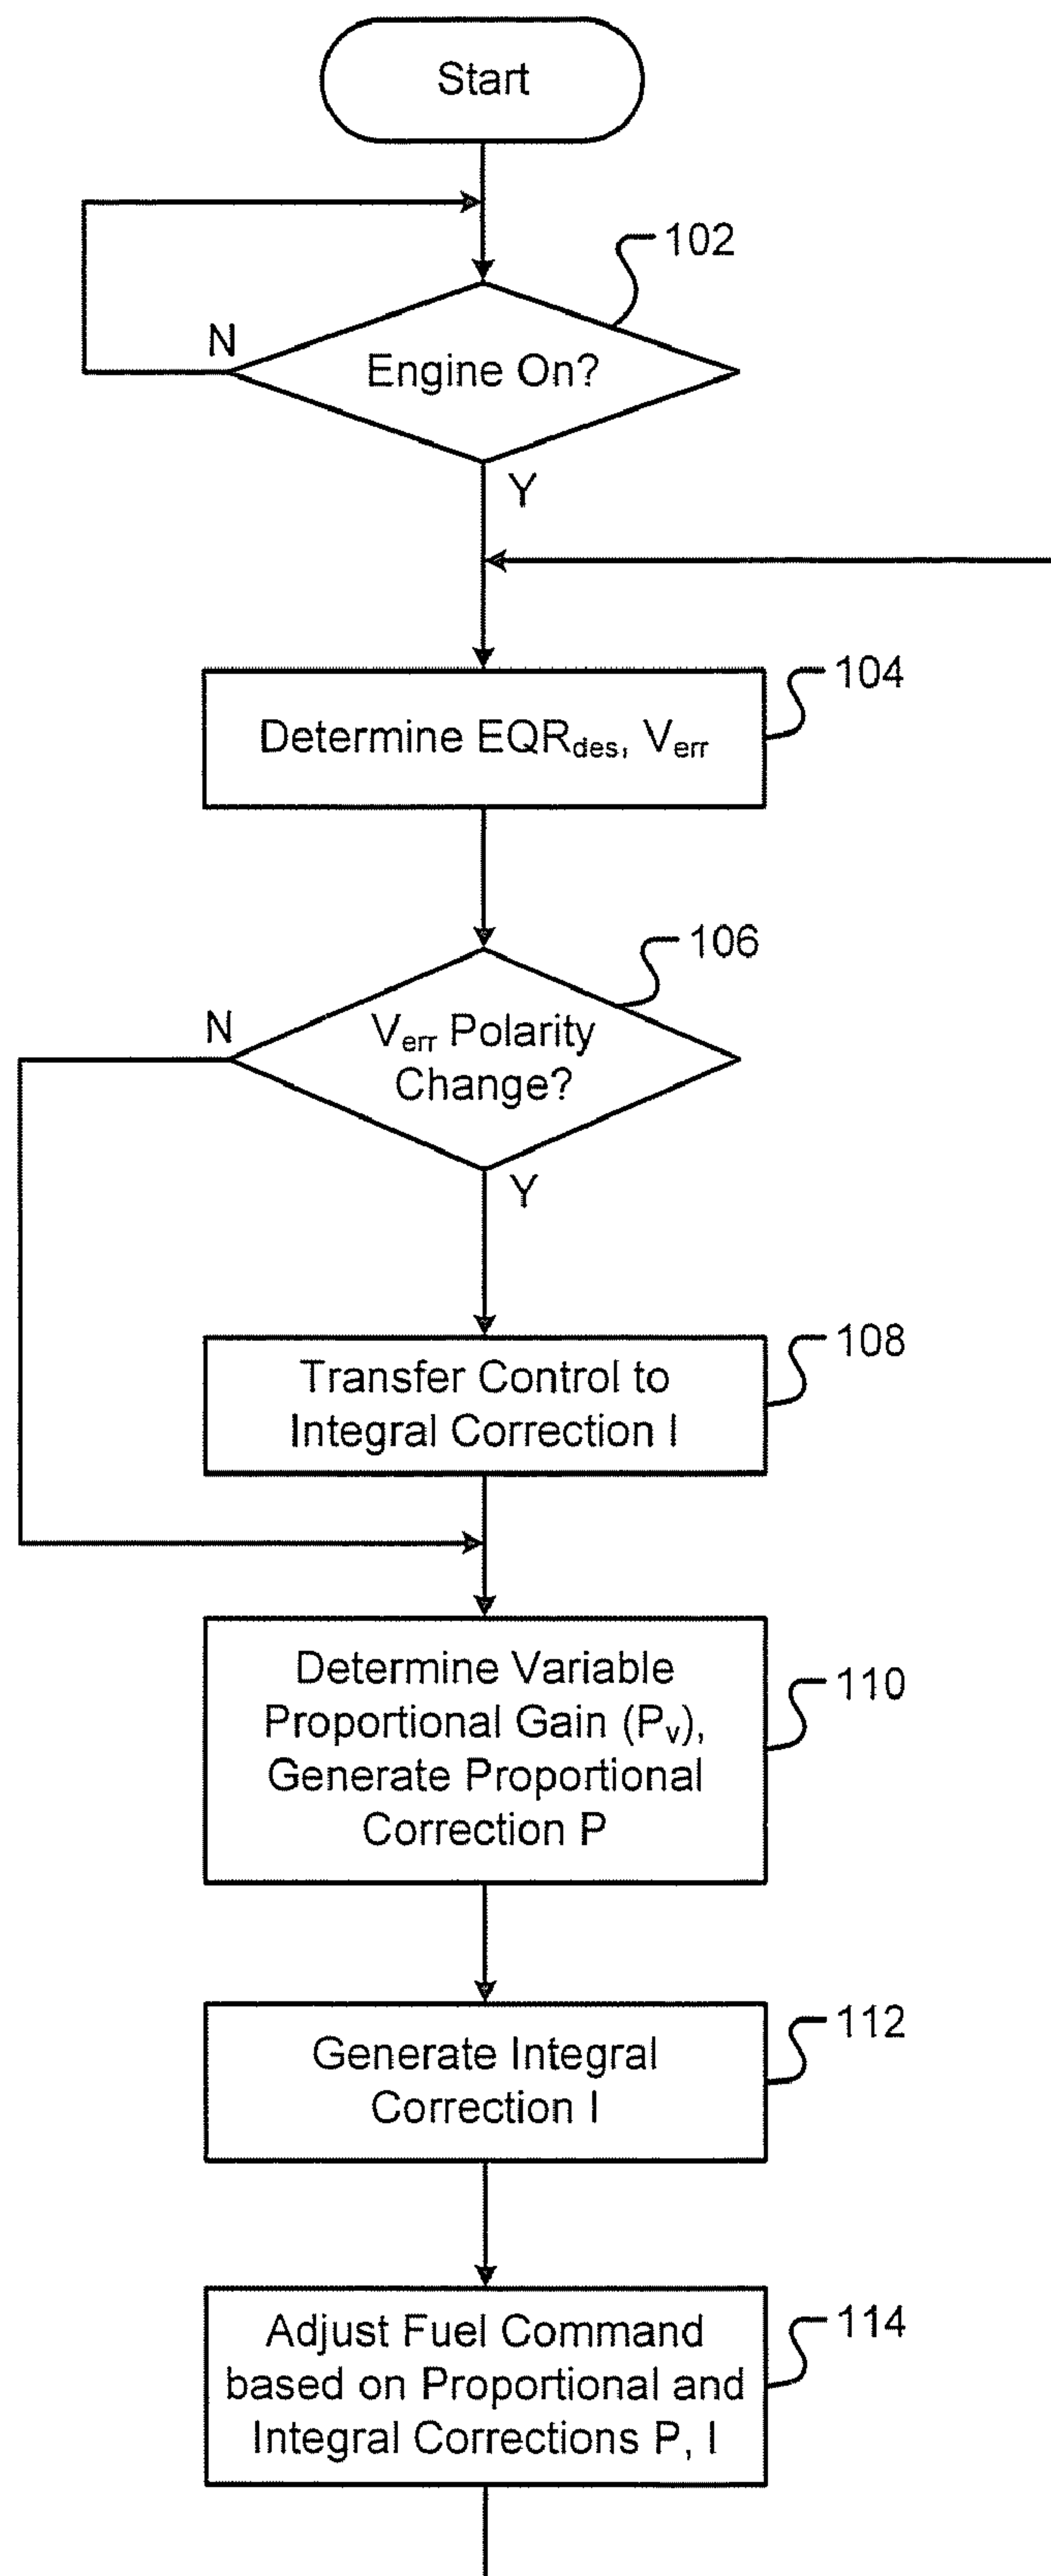 Start
102
N
Engine On?
Y
104
Determine EQRdes, Verr
106
N
Verr Polarity
Change?
Y
108
Transfer Control to
Integral Correction I
110
Determine Variable
Proportional Gain (Pv),
Generate Proportional
Correction P
112
Generate Integral
Correction I
114
Adjust Fuel Command
based on Proportional and
Integral Corrections P, I